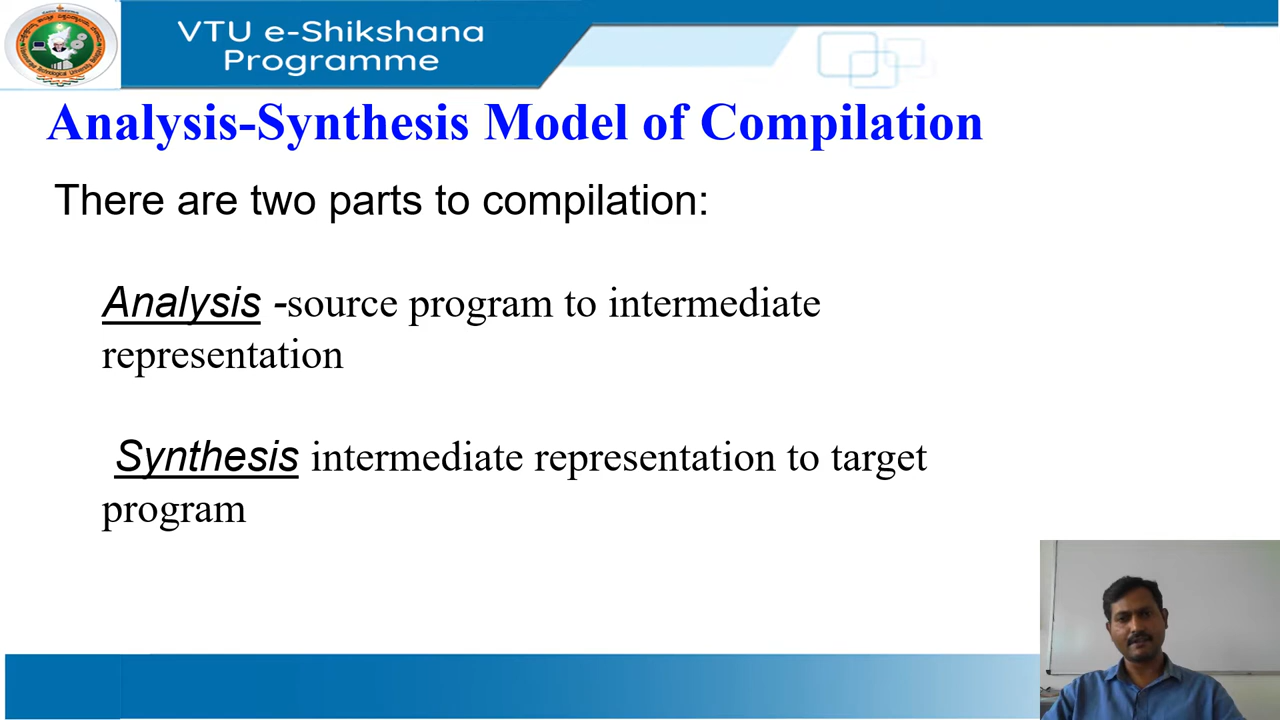 VTU e-Shikshana
Programme
Analysis-Synthesis Model of Compilation
There are two parts to compilation:
Analysis -source program to intermediate
representation
Synthesis intermediate representation to target
program